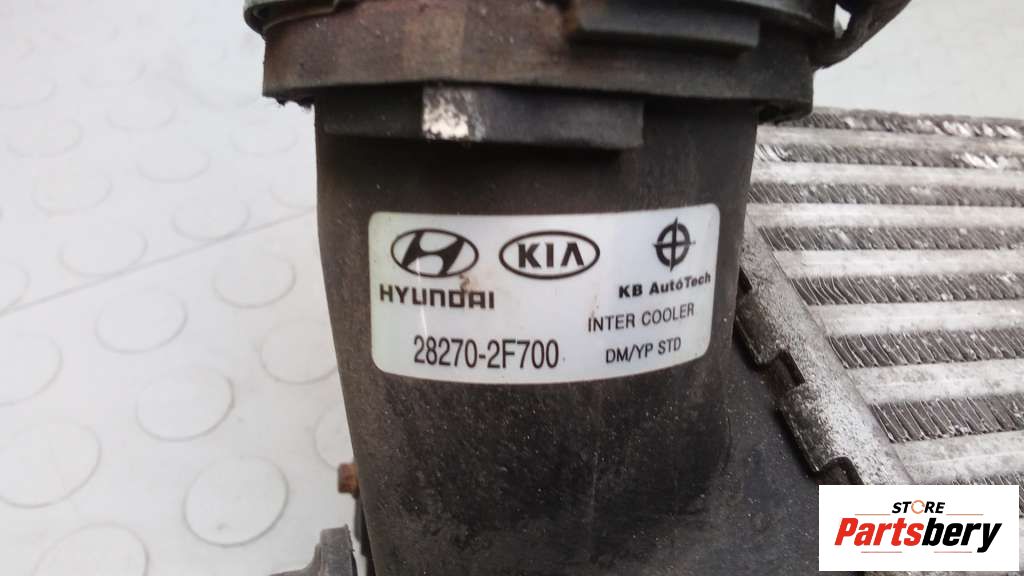 HYUNDAI
KIA
KB AutoTech
INTER COOLER
28270-2F700
DM/YP STD
STORE
Partsbery